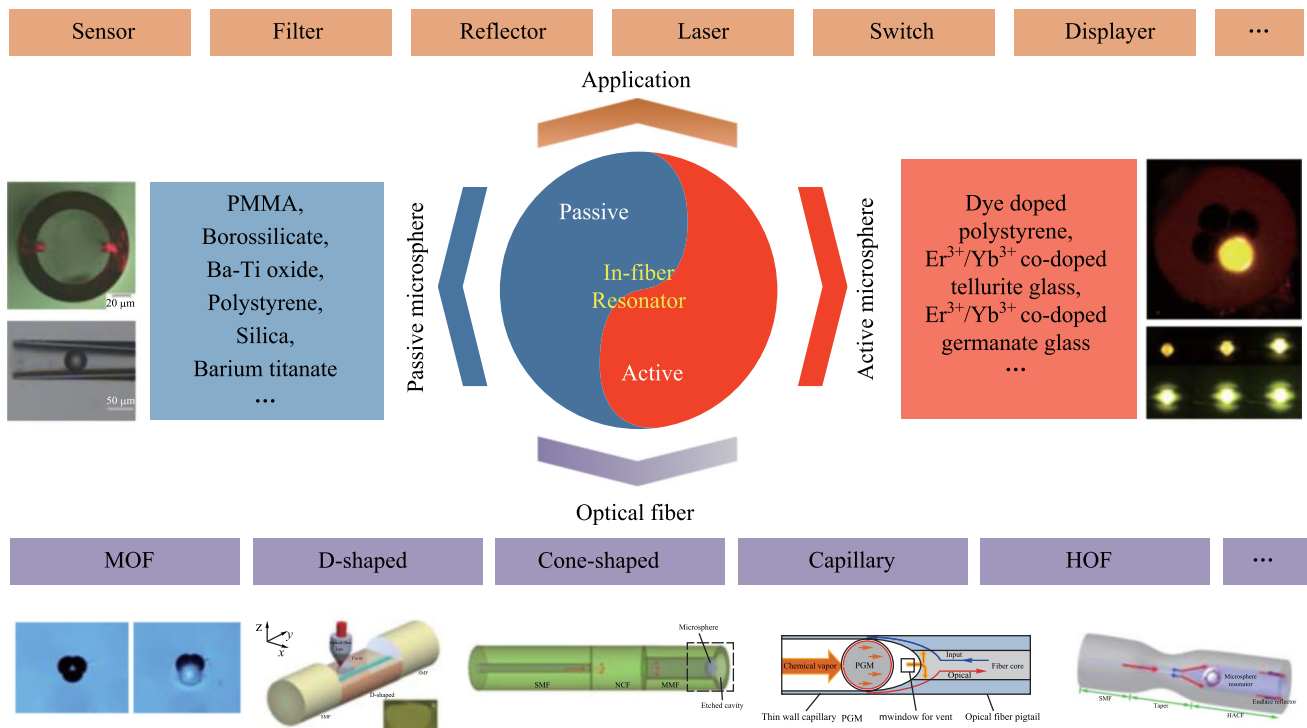 Sensor
Filter
Reflector
Laser
Switch
Displayer
...
Application
Passive microsphere
Active microsphere
PMMA,
Borossilicate,
Ba-Ti oxide,
Polystyrene,
Silica,
Barium titanate
...
20 μm
50 μm
Passive
In-fiber
Resonator
Active
Dye doped
polystyrene,
Er³⁺/Yb³⁺ co-doped
tellurite glass,
Er³⁺/Yb³⁺ co-doped
germanate glass
...
Optical fiber
MOF
D-shaped
Cone-shaped
Capillary
HOF
...
z
y
x
Cavity
SMF
D-shaped
SMF
Microsphere
SMF
NCF
MMF
Etched cavity
Chemical vapor
PGM
Input
Fiber core
Opical
Thin wall capillary
PGM
mwindow for vent
Optical fiber pigtail
Microsphere
resonator
Endface reflector
SMF
Taper
HACF